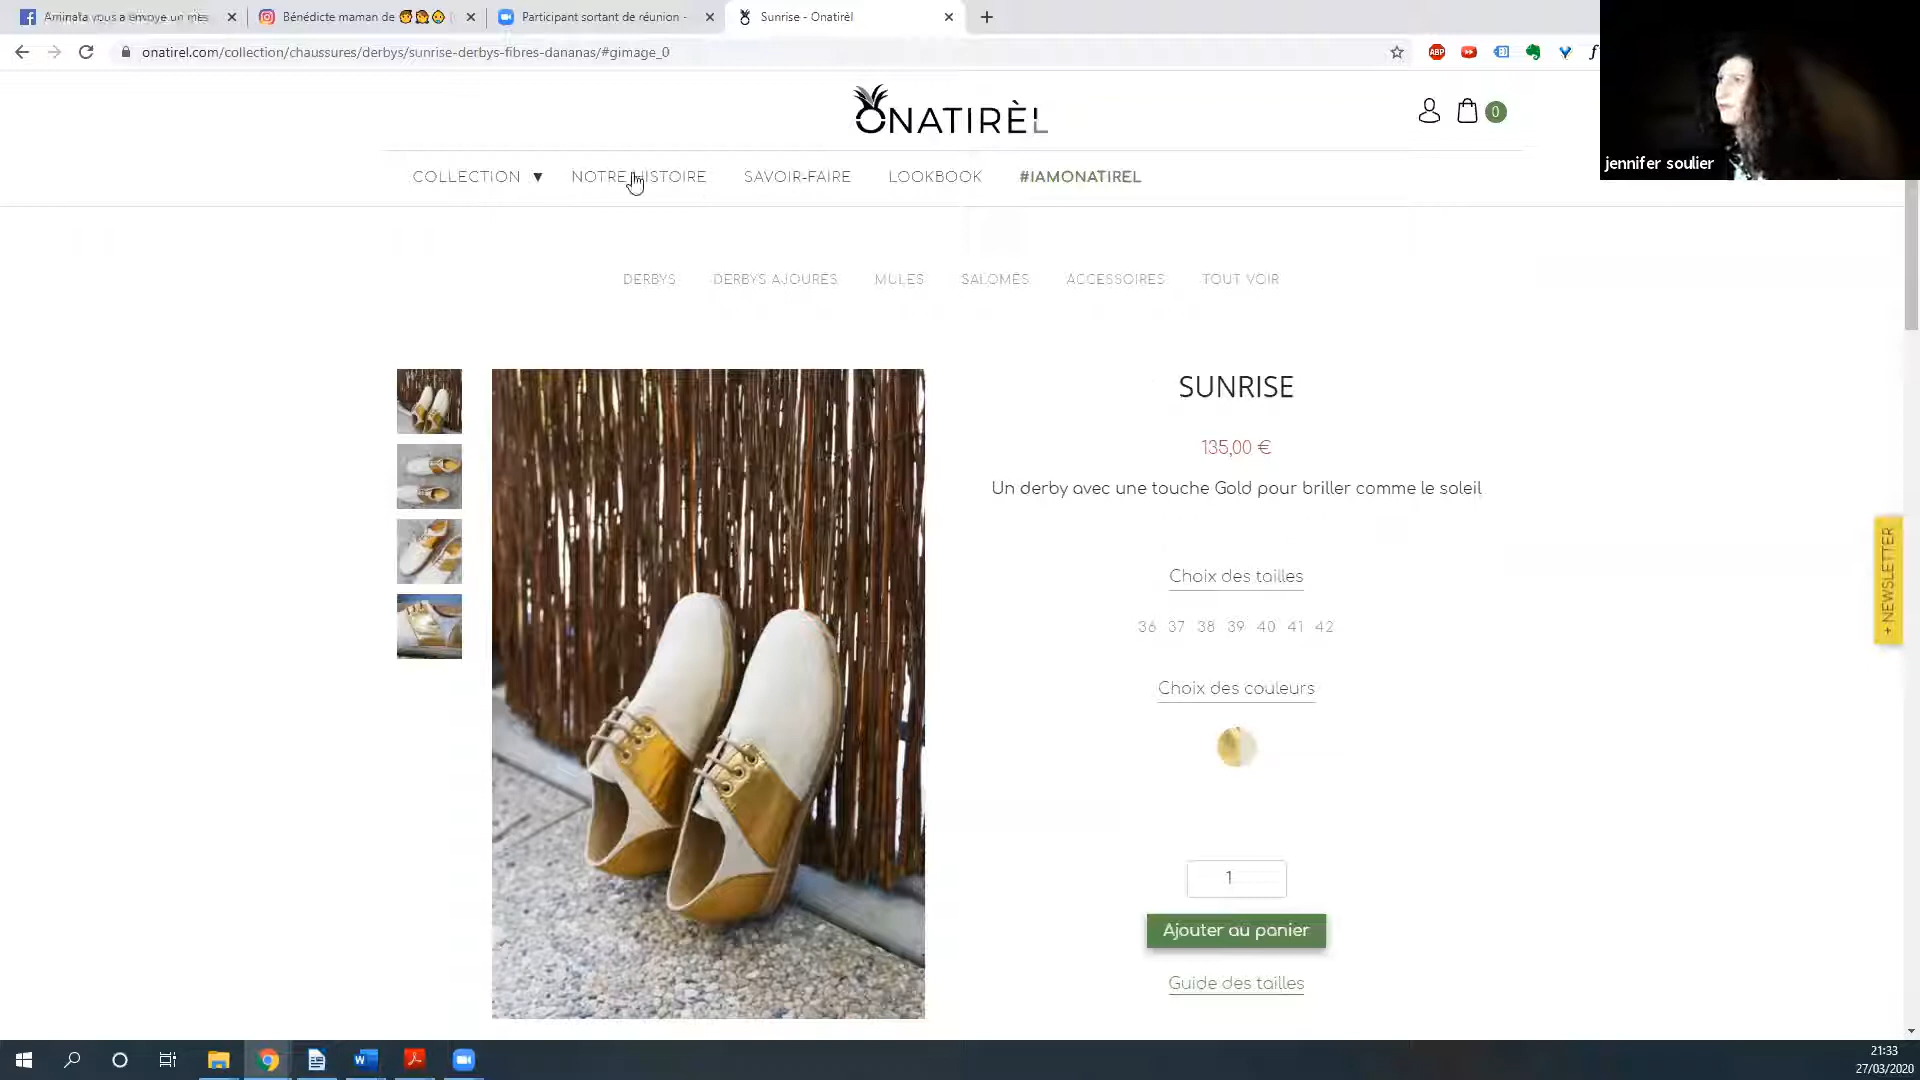 Aminata vous a envoyé un mes
Bénédicte maman de
Participant sortant de réunion -
Sunrise - Onatirèl
onatirel.com/collection/chaussures/derbys/sunrise-derbys-fibres-dananas/#gimage_0
ABP
ONATIRÈL
0
jennifer soulier
COLLECTION ▼ NOTRE HISTOIRE SAVOIR-FAIRE LOOKBOOK #IAMONATIREL
DERBYS DERBYS AJOURÉS MULES SALOMÉS ACCESSOIRES TOUT VOIR
SUNRISE
135,00 €
Un derby avec une touche Gold pour briller comme le soleil
Choix des tailles
36 37 38 39 40 41 42
Choix des couleurs
+ NEWSLETTER
1
Ajouter au panier
Guide des tailles
21:33
27/03/2020